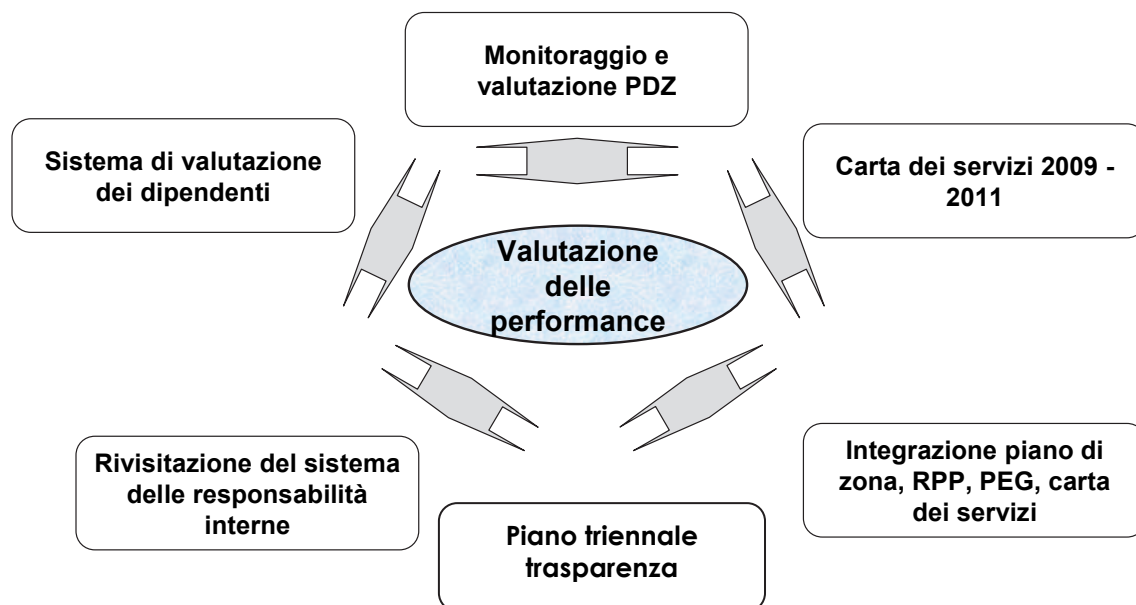 Monitoraggio e
valutazione PDZ
Sistema di valutazione
dei dipendenti
Carta dei servizi 2009 -
2011
Valutazione
delle
performance
Rivisitazione del sistema
delle responsabilità
interne
Piano triennale
trasparenza
Integrazione piano di
zona, RPP, PEG, carta
dei servizi